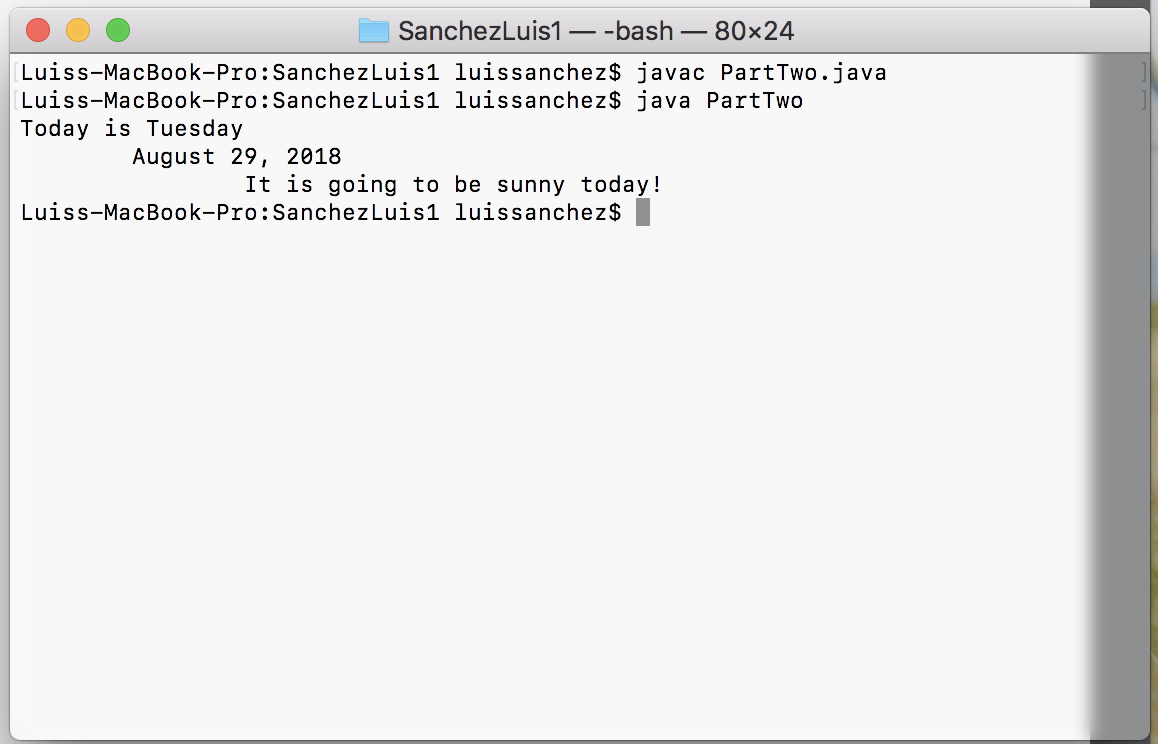 SanchezLuis1 — -bash — 80×24
[Luiss-MacBook-Pro:SanchezLuis1 luissanchez$ javac PartTwo.java ]
[Luiss-MacBook-Pro:SanchezLuis1 luissanchez$ java PartTwo ]
Today is Tuesday
        August 29, 2018
                It is going to be sunny today!
Luiss-MacBook-Pro:SanchezLuis1 luissanchez$